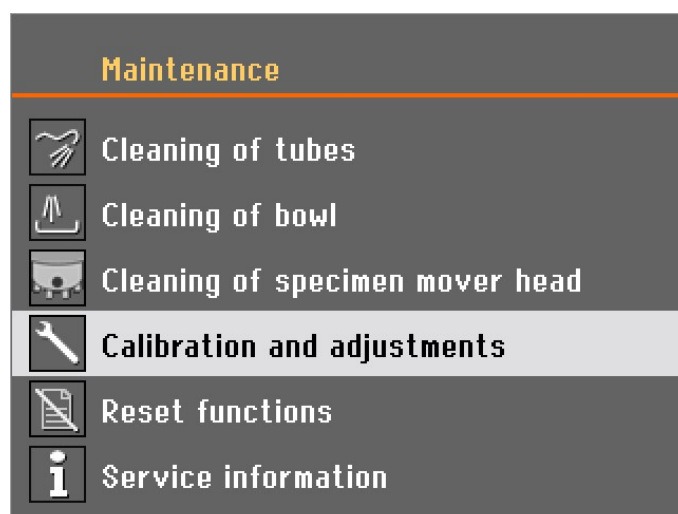 Maintenance
Cleaning of tubes
Cleaning of bowl
Cleaning of specimen mover head
Calibration and adjustments
Reset functions
Service information